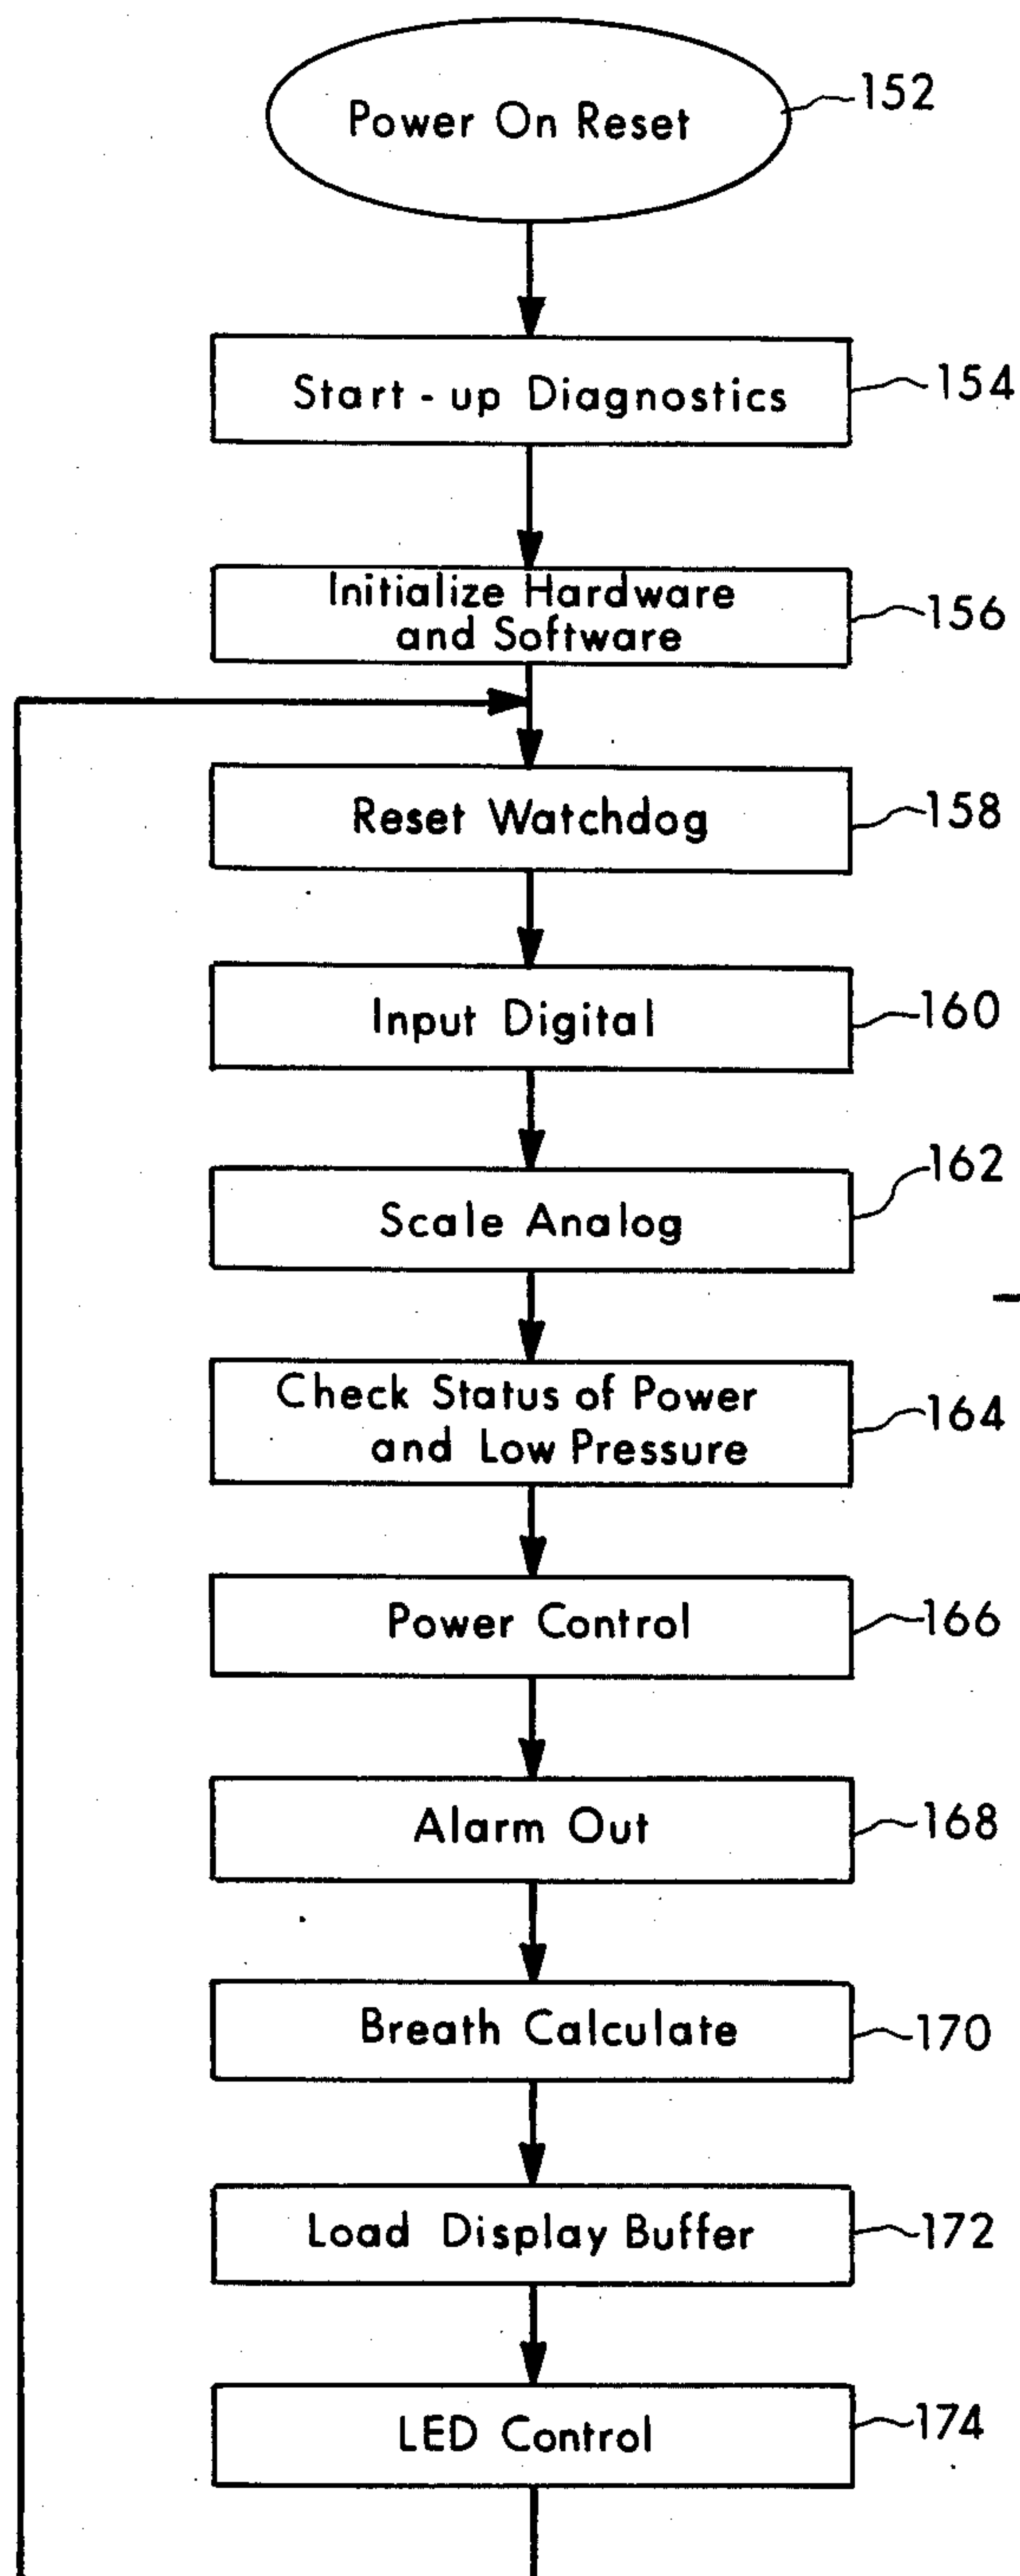 Power On Reset
152
Start-up Diagnostics
154
Initialize Hardware
and Software
156
Reset Watchdog
158
Input Digital
160
Scale Analog
162
Check Status of Power
and Low Pressure
164
Power Control
166
Alarm Out
168
Breath Calculate
170
Load Display Buffer
172
LED Control
174